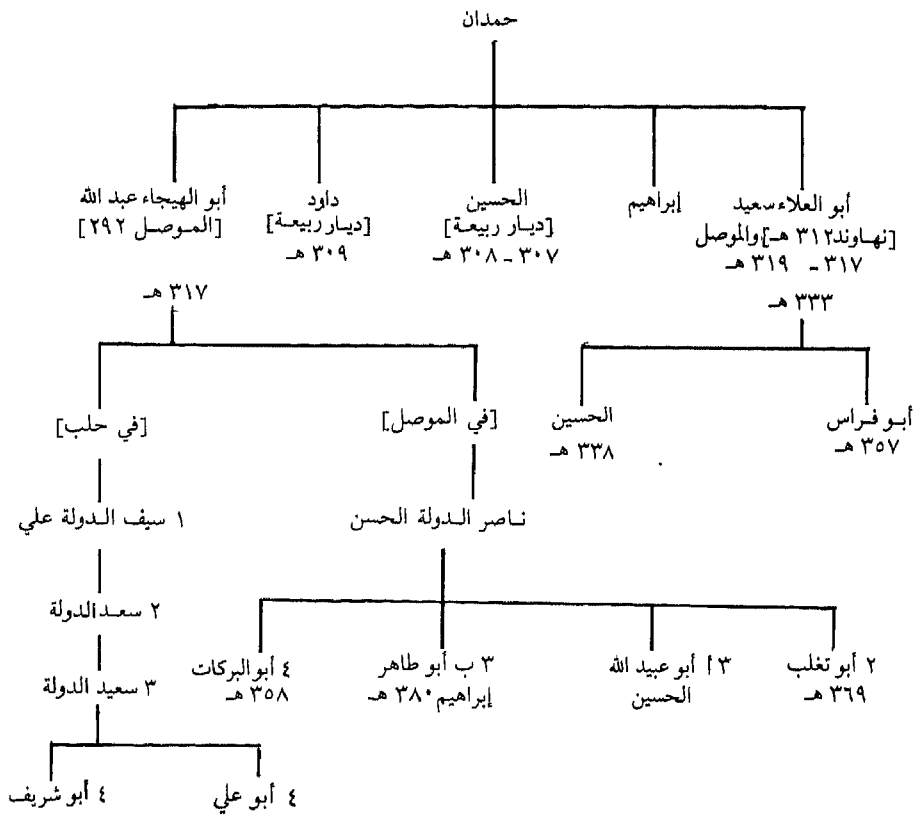 حمدان
أبو العلاء سعيد
[نهاوند ٣١٢ هـ] والموصل
٣١٧ - ٣١٩ هـ
٣٣٣ هـ
إبراهيم
الحسين
[ديار ربيعة]
٣٠٧ - ٣٠٨ هـ
داود
[ديار ربيعة]
٣٠٩ هـ
أبو الهيجاء عبد الله
[الموصل ٢٩٢]
٣١٧ هـ
أبو فراس
٣٥٧ هـ
الحسين
٣٣٨ هـ
[في الموصل]
[في حلب]
ناصر الدولة الحسن
١ سيف الدولة علي
٢ سعد الدولة
٣ سعيد الدولة
٢ أبو تغلب
٣٦٩ هـ
٣ أ أبو عبيد الله
الحسين
٣ ب أبو طاهر
إبراهيم ٣٨٠ هـ
٤ أبو البركات
٣٥٨ هـ
٤ أبو علي
٤ أبو شريف